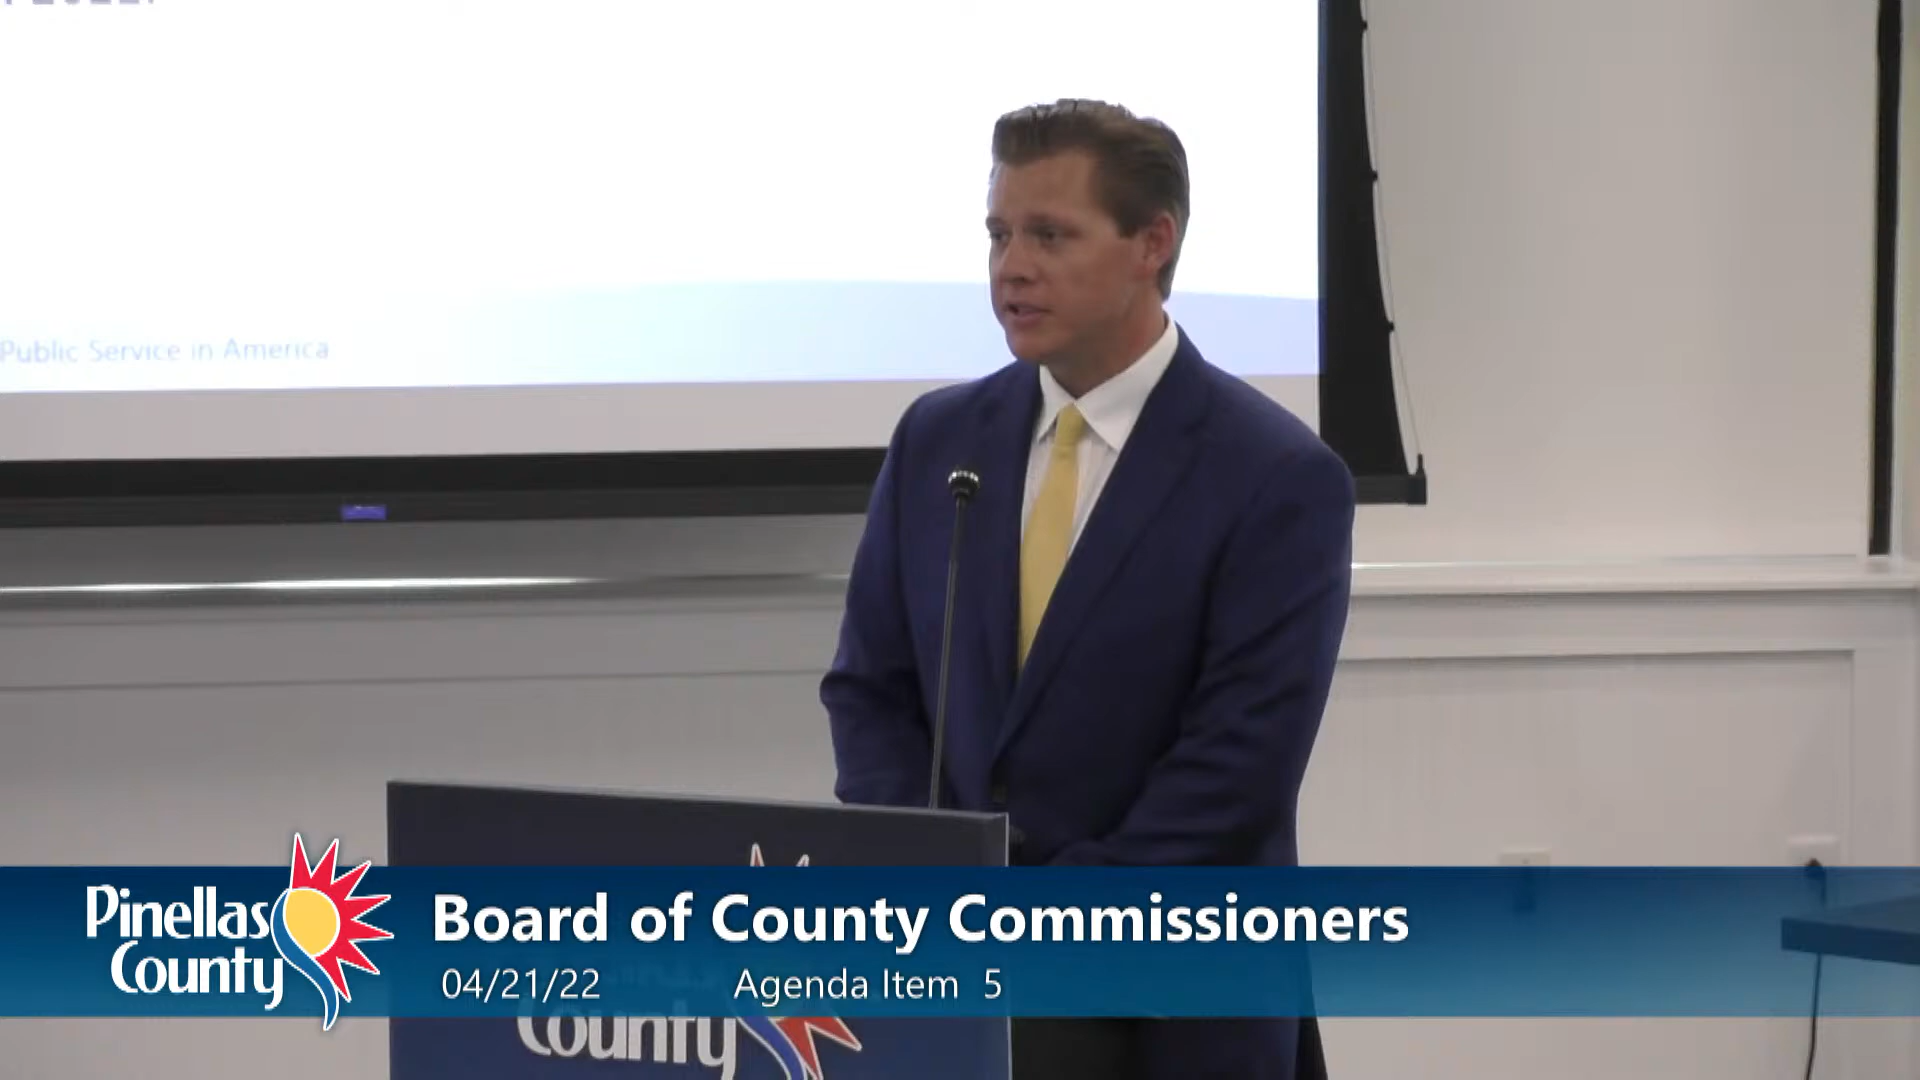 Public Service in America
Pinellas
County
Board of County Commissioners
04/21/22 Agenda Item 5
County